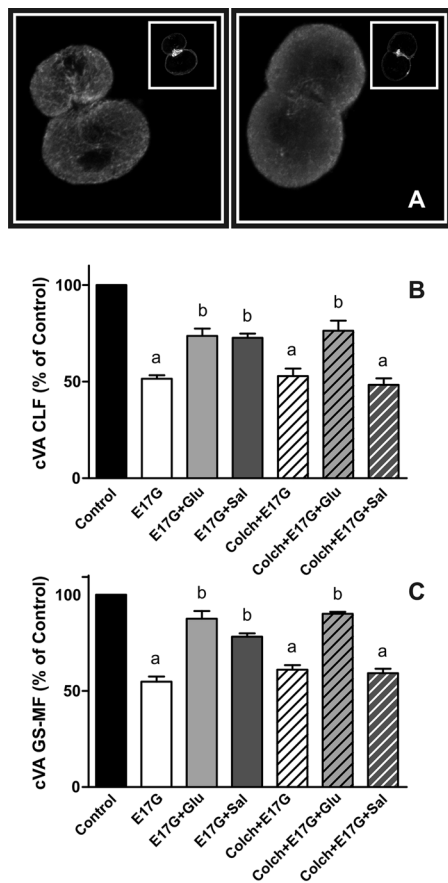 A
B
cVA CLF (% of Control)
100
50
0
a
b
b
a
b
a
Control
E17G
E17G+Glu
E17G+Sal
Colch+E17G
Colch+E17G+Glu
Colch+E17G+Sal
C
cVA GS-MF (% of Control)
100
50
0
a
b
b
a
b
a
Control
E17G
E17G+Glu
E17G+Sal
Colch+E17G
Colch+E17G+Glu
Colch+E17G+Sal